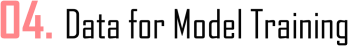 04. Data for Model Training